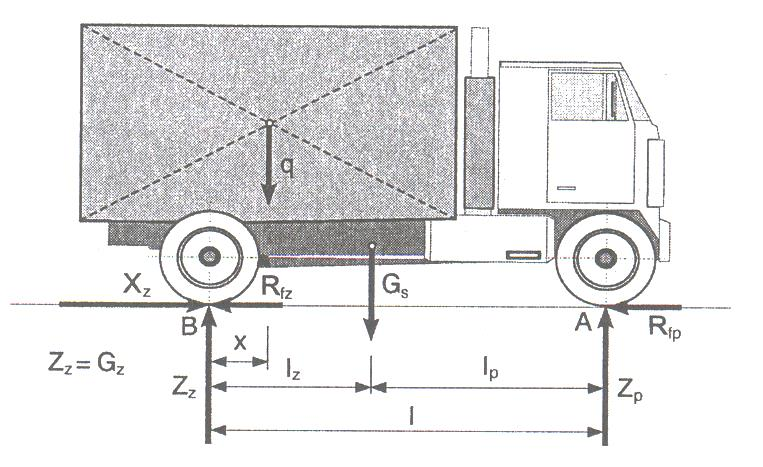 q
X_z
R_fz
G_s
B
A
R_fp
x
Z_z = G_z
Z_z
l_z
l_p
Z_p
l